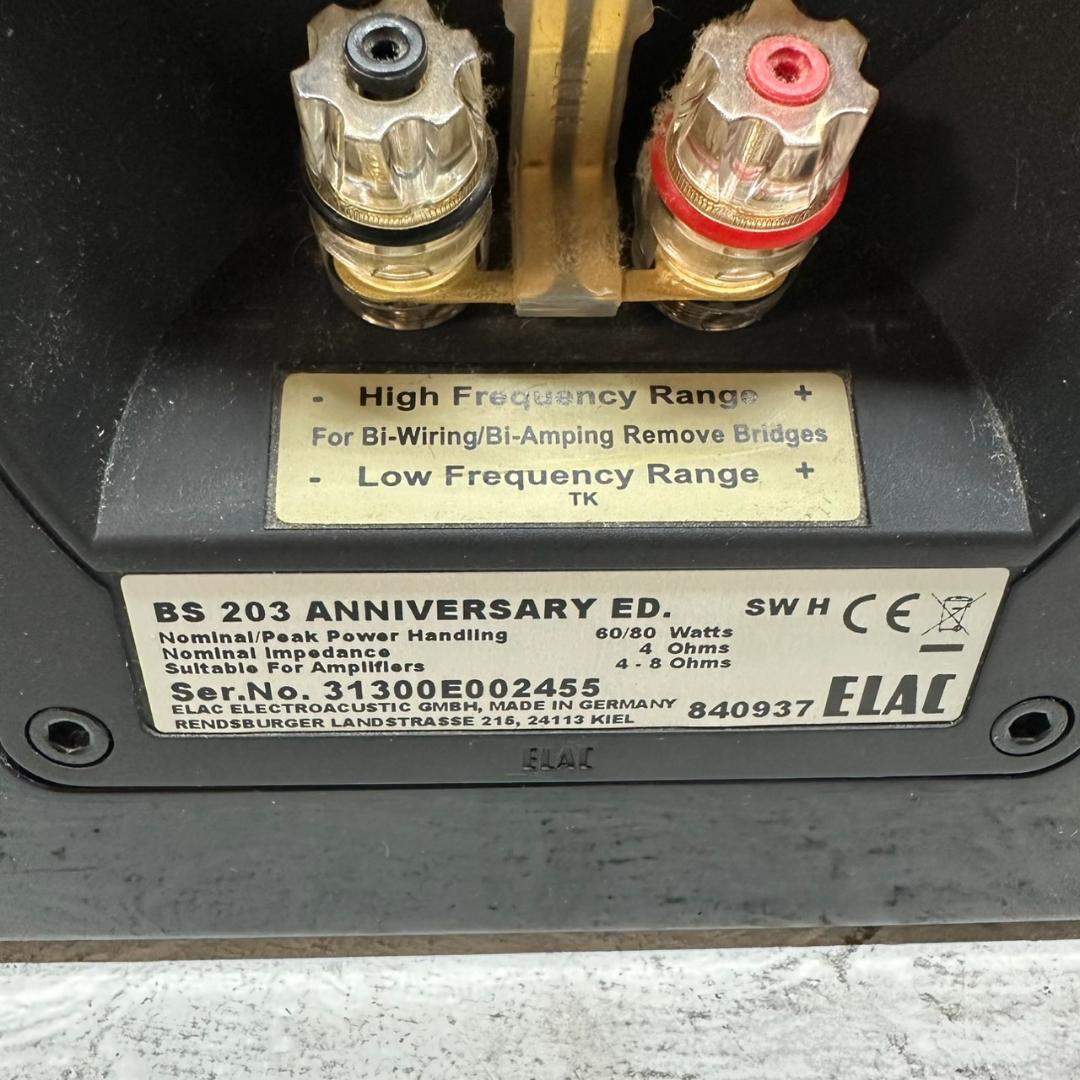 - High Frequency Range +
For Bi-Wiring/Bi-Amping Remove Bridges
- Low Frequency Range +
TK
BS 203 ANNIVERSARY ED. SW H CE
Nominal/Peak Power Handling 60/80 Watts
Nominal Impedance 4 Ohms
Suitable For Amplifiers 4 - 8 Ohms
Ser.No. 31300E002455
ELAC ELECTROACUSTIC GMBH, MADE IN GERMANY
RENDSBURGER LANDSTRASSE 215, 24113 KIEL
840937 ELAC
ELAC